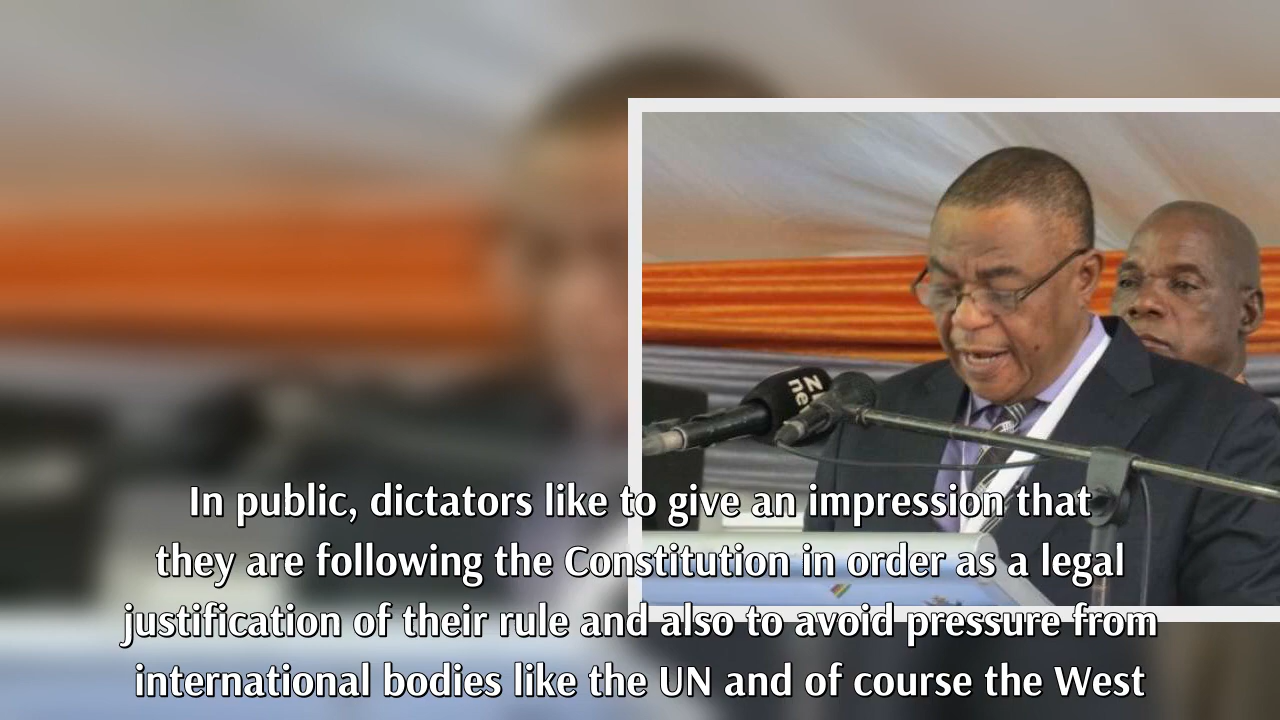 In public, dictators like to give an impression that
they are following the Constitution in order as a legal
justification of their rule and also to avoid pressure from
international bodies like the UN and of course the West